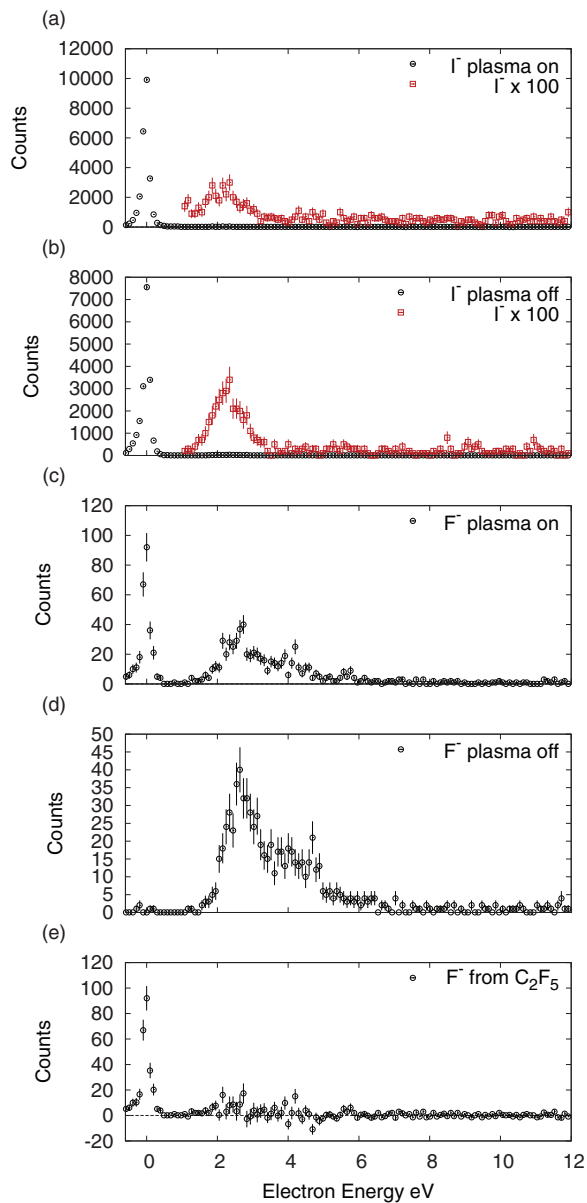 (a)
12000
10000
8000
6000
4000
2000
0
Counts
I⁻ plasma on
I⁻ x 100
(b)
8000
7000
6000
5000
4000
3000
2000
1000
0
Counts
I⁻ plasma off
I⁻ x 100
(c)
120
100
80
60
40
20
0
Counts
F⁻ plasma on
(d)
50
45
40
35
30
25
20
15
10
5
0
Counts
F⁻ plasma off
(e)
120
100
80
60
40
20
0
-20
Counts
F⁻ from C₂F₅
0 2 4 6 8 10 12
Electron Energy eV